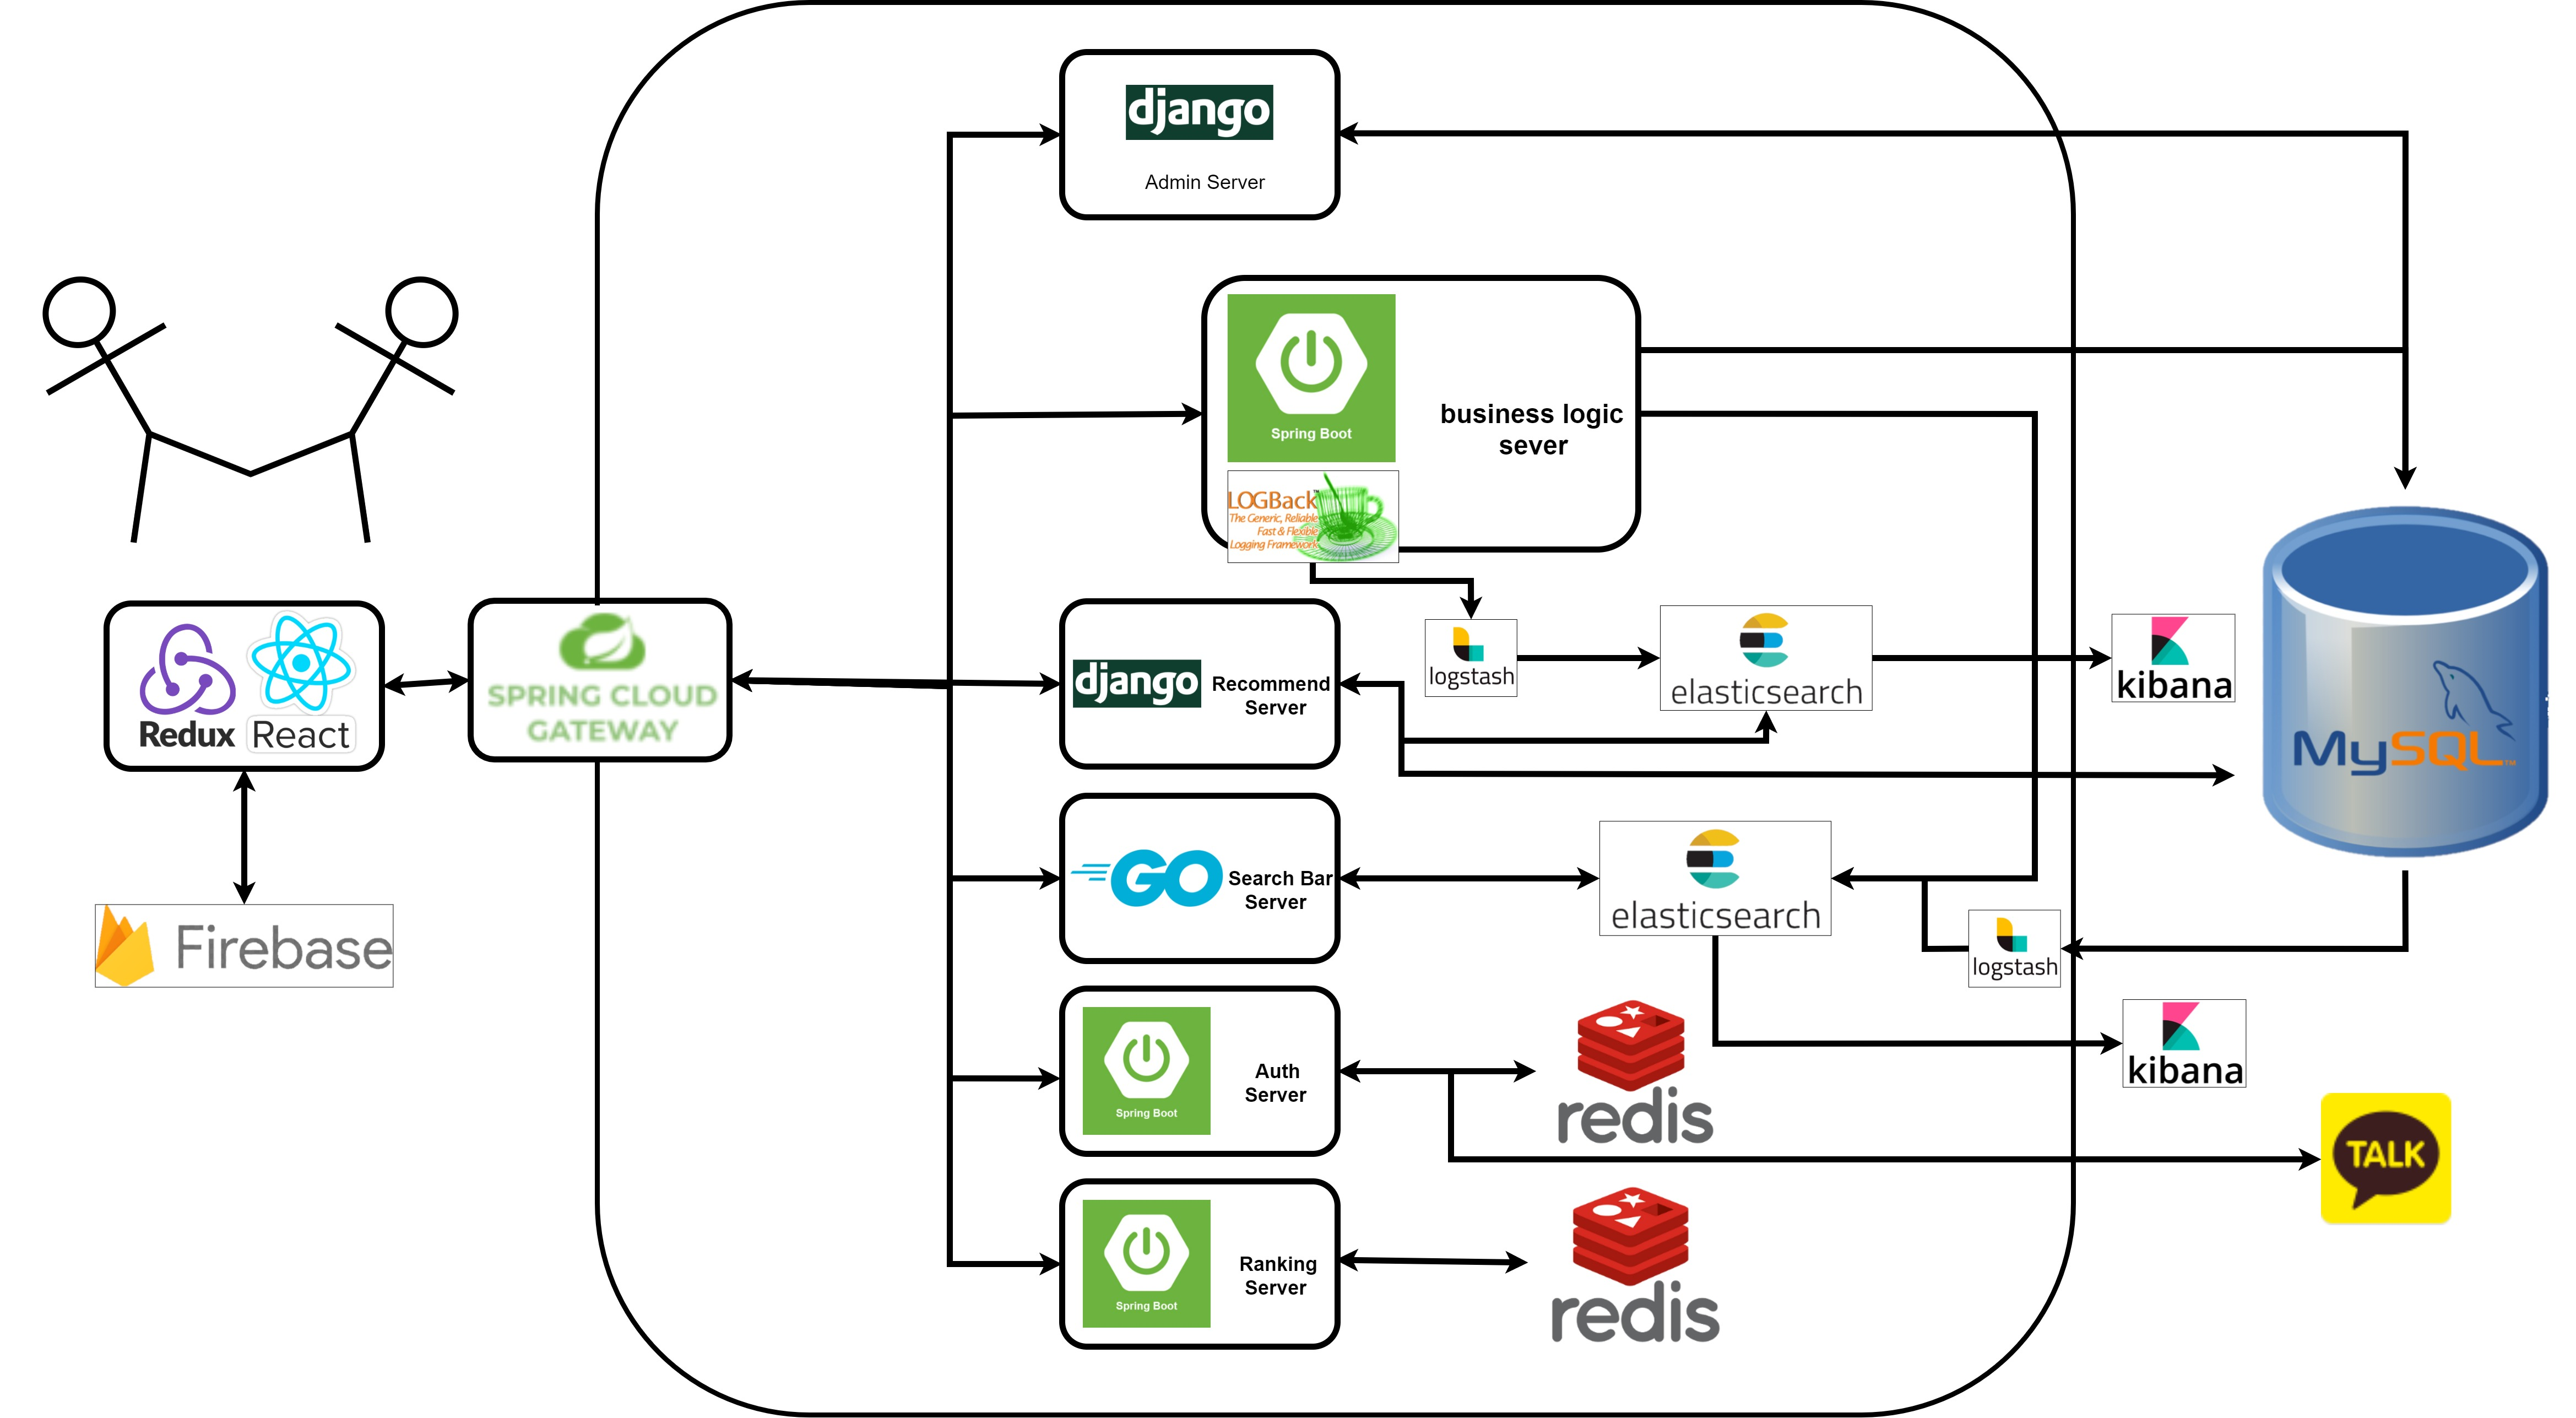 django
Admin Server
Spring Boot
business logic
sever
LOGBack
The Generic, Reliable
Fast & Flexible
Logging Framework
Redux
React
SPRING CLOUD
GATEWAY
django
Recommend
Server
logstash
elasticsearch
kibana
MySQL™
Firebase
GO
Search Bar
Server
elasticsearch
logstash
kibana
Spring Boot
Auth
Server
redis
TALK
Spring Boot
Ranking
Server
redis